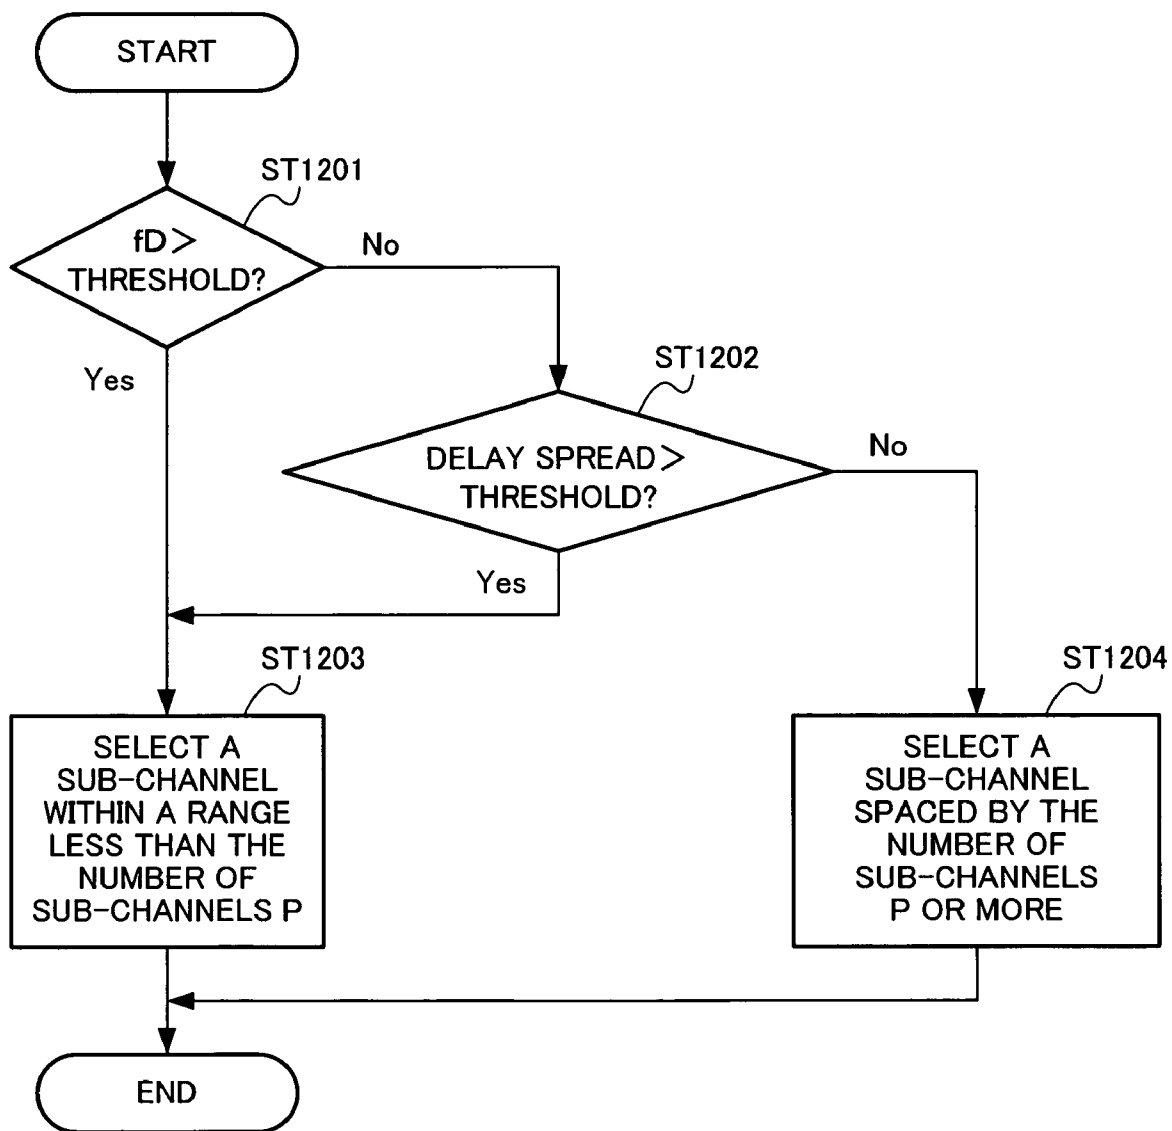 START
ST1201
fD>
THRESHOLD?
No
Yes
ST1202
DELAY SPREAD>
THRESHOLD?
No
Yes
ST1203
SELECT A
SUB-CHANNEL
WITHIN A RANGE
LESS THAN THE
NUMBER OF
SUB-CHANNELS P
ST1204
SELECT A
SUB-CHANNEL
SPACED BY THE
NUMBER OF
SUB-CHANNELS
P OR MORE
END